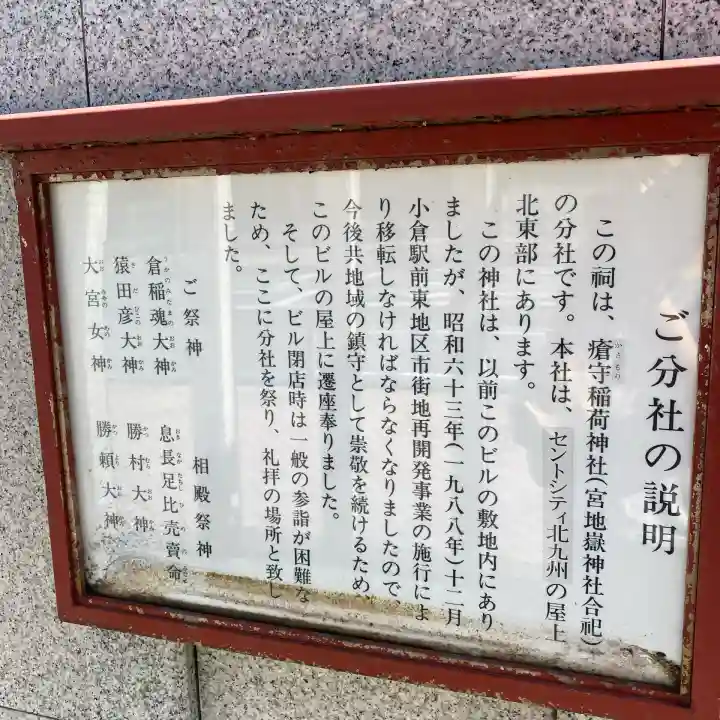 ご分社の説明
この祠は、瘡守稲荷神社(宮地嶽神社合祀)
の分社です。本社は、セントシティ北九州の屋上
北東部にあります。
この神社は、以前このビルの敷地内にあり
ましたが、昭和六十三年(一九八八年)十二月
小倉駅前東地区市街地再開発事業の施行によ
り移転しなければならなくなりましたので、
今後共、地域の鎮守として崇敬を続けるため、
このビルの屋上に遷座奉りました。
そして、ビル閉店時は一般の参詣が困難な
ため、ここに分社を祭り、礼拝の場所と致し
ました。
ご祭神
倉稲魂大神
猿田彦大神
大宮女神
相殿祭神
息長足比売賣命
勝村大神
勝頼大神